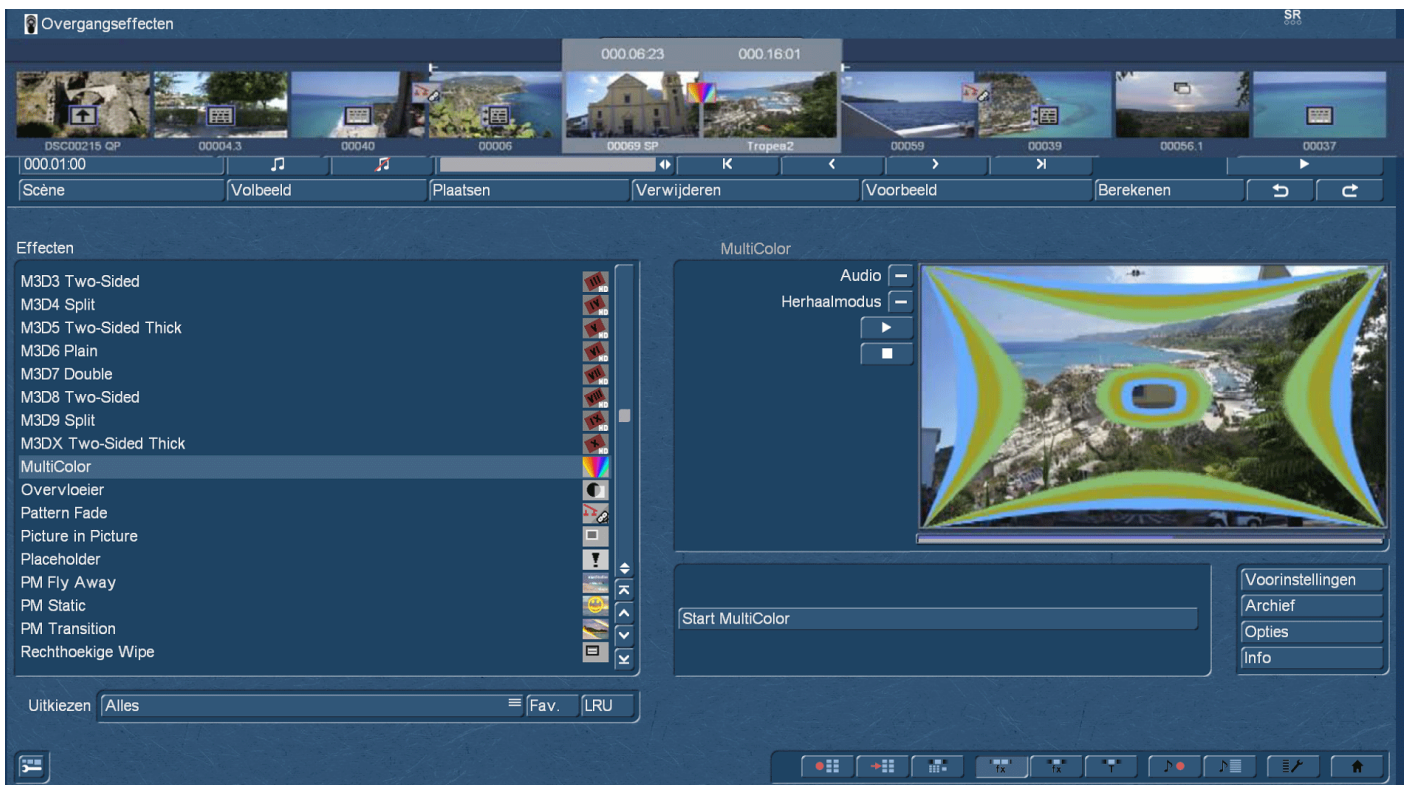 Overgangseffecten
SR
000.06:23 000.16:01
DSC00215 QP 00004.3 00040 00006 00069 SP Tropea2 00059 00039 00056.1 00037
000.01:00
Scène Volbeeld Plaatsen Verwijderen Voorbeeld Berekenen
Effecten
M3D3 Two-Sided
M3D4 Split
M3D5 Two-Sided Thick
M3D6 Plain
M3D7 Double
M3D8 Two-Sided
M3D9 Split
M3DX Two-Sided Thick
MultiColor
Overvloeier
Pattern Fade
Picture in Picture
Placeholder
PM Fly Away
PM Static
PM Transition
Rechthoekige Wipe
Uitkiezen Alles Fav. LRU
MultiColor
Audio
Herhaalmodus
Start MultiColor
Voorinstellingen
Archief
Opties
Info